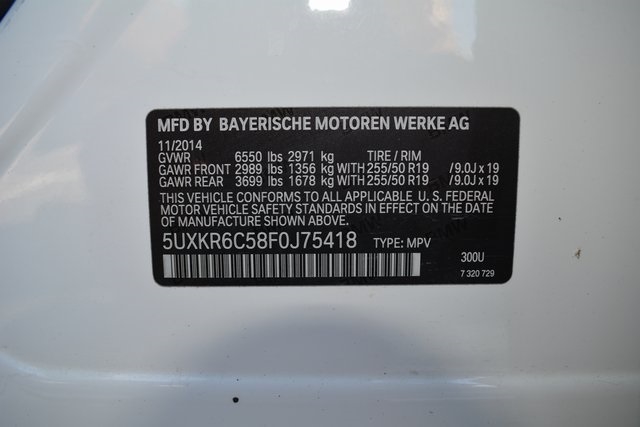 MFD BY BAYERISCHE MOTOREN WERKE AG
11/2014
GVWR 6550 lbs 2971 kg TIRE / RIM
GAWR FRONT 2989 lbs 1356 kg WITH 255/50 R19 /9.0J x 19
GAWR REAR 3699 lbs 1678 kg WITH 255/50 R19 /9.0J x 19
THIS VEHICLE CONFORMS TO ALL APPLICABLE U. S. FEDERAL
MOTOR VEHICLE SAFETY STANDARDS IN EFFECT ON THE DATE
OF MANUFACTURE SHOWN ABOVE.
5UXKR6C58F0J75418 TYPE: MPV
300U
7 320 729